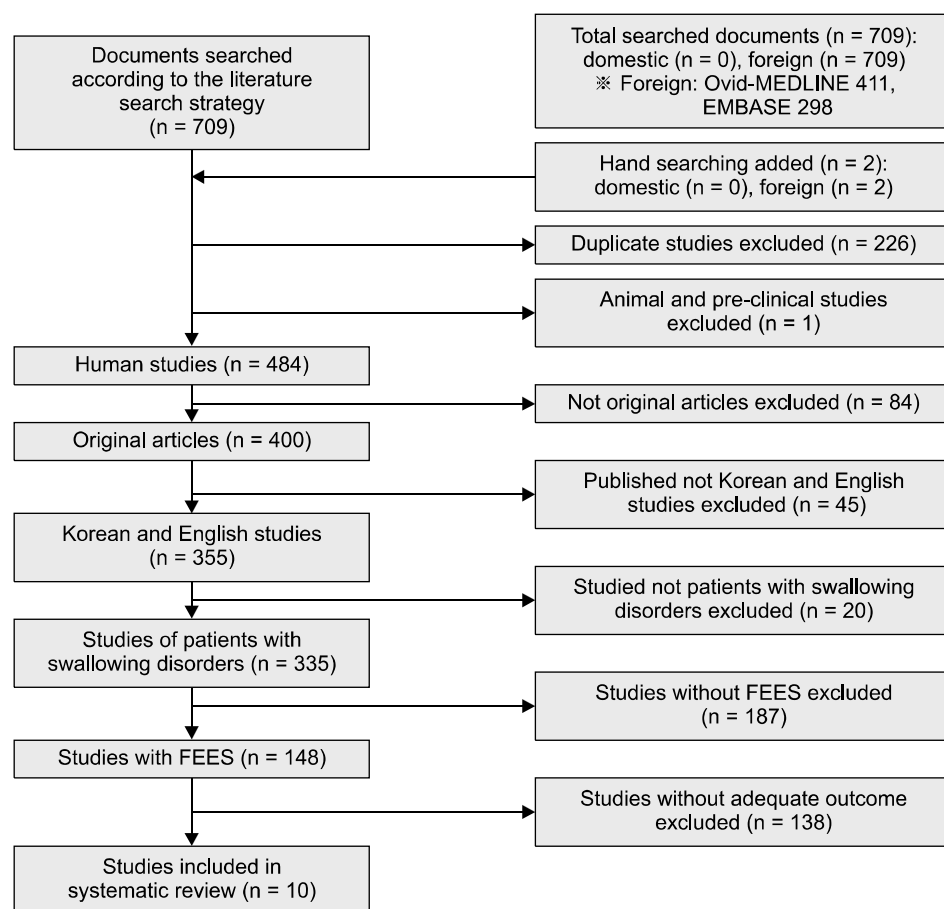 Documents searched
according to the literature
search strategy
(n = 709)
Total searched documents (n = 709):
domestic (n = 0), foreign (n = 709)
※ Foreign: Ovid-MEDLINE 411,
EMBASE 298
Hand searching added (n = 2):
domestic (n = 0), foreign (n = 2)
Duplicate studies excluded (n = 226)
Animal and pre-clinical studies
excluded (n = 1)
Human studies (n = 484)
Not original articles excluded (n = 84)
Original articles (n = 400)
Published not Korean and English
studies excluded (n = 45)
Korean and English studies
(n = 355)
Studied not patients with swallowing
disorders excluded (n = 20)
Studies of patients with
swallowing disorders (n = 335)
Studies without FEES excluded
(n = 187)
Studies with FEES (n = 148)
Studies without adequate outcome
excluded (n = 138)
Studies included in
systematic review (n = 10)